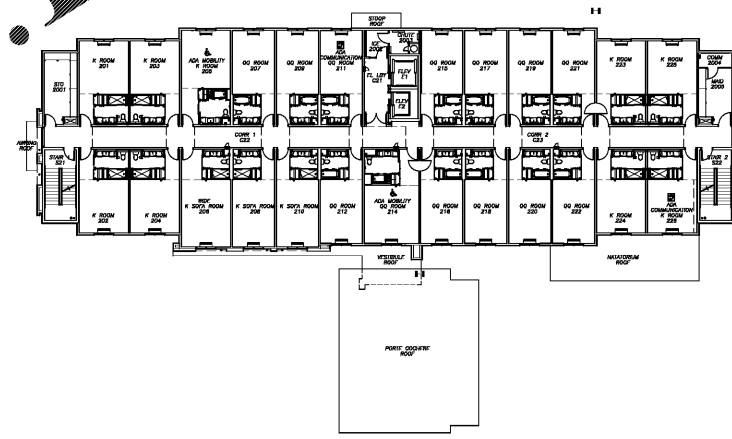 STOOP
ROOF
K ROOM
201
K ROOM
203
ADA MOBILITY
K ROOM
205
QQ ROOM
207
QQ ROOM
209
ADA
COMMUNICATION
QQ ROOM
211
ICE
2002
CHUTE
2003
EL LBY
C21
ELEV
E1
ELEV
E2
QQ ROOM
215
QQ ROOM
217
QQ ROOM
219
QQ ROOM
221
K ROOM
223
K ROOM
225
COMM
2004
MAID
2005
STO
2001
AWNING
ROOF
CORR 1
C22
CORR 2
C23
STAIR 1
S21
STAIR 2
S22
K ROOM
202
K ROOM
204
WIDE
K SOFA ROOM
206
K SOFA ROOM
208
K SOFA ROOM
210
QQ ROOM
212
ADA MOBILITY
QQ ROOM
214
QQ ROOM
216
QQ ROOM
218
QQ ROOM
220
QQ ROOM
222
K ROOM
224
ADA
COMMUNICATION
K ROOM
226
VESTIBULE
ROOF
NATATORIUM
ROOF
PORTE COCHERE
ROOF